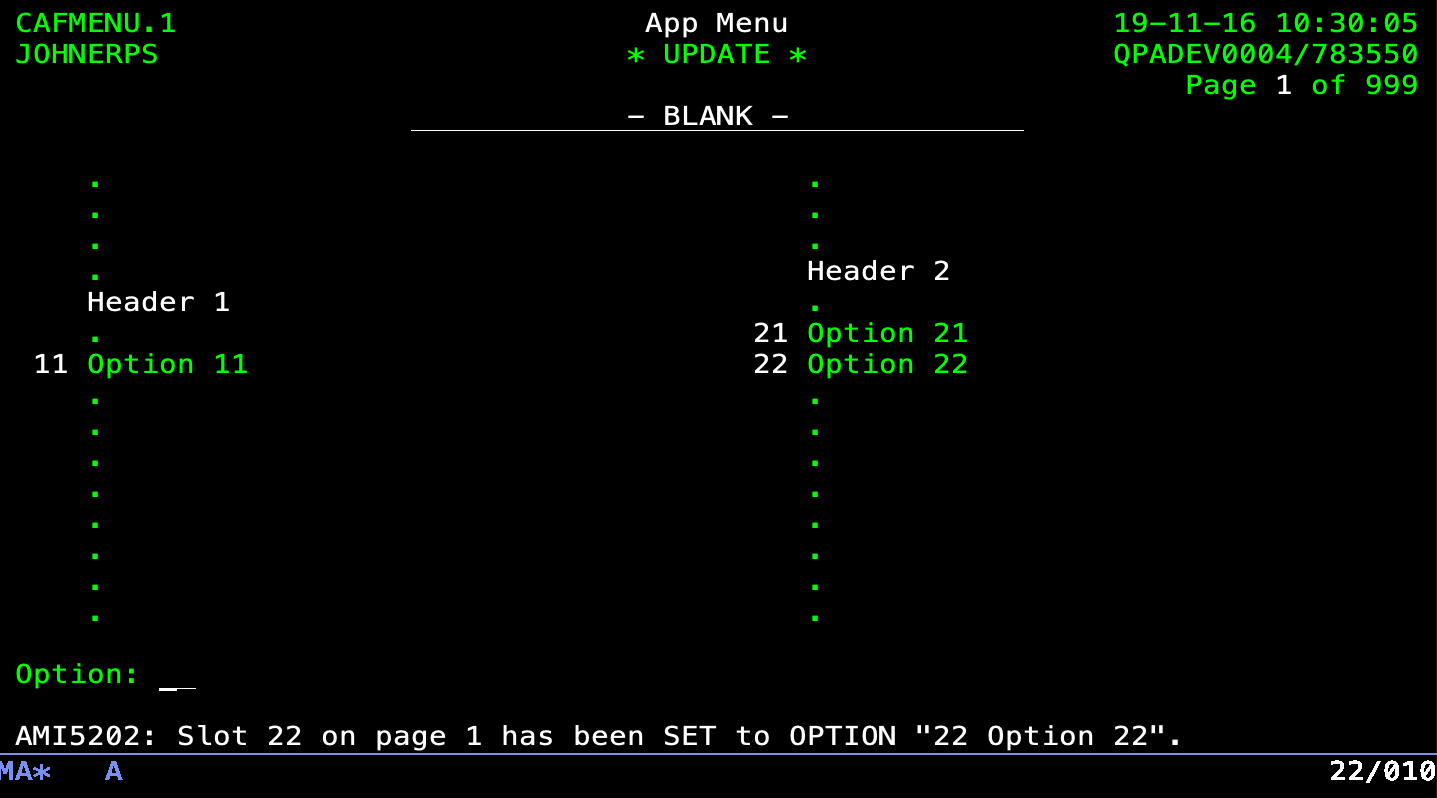 CAFMENU.1 App Menu 19-11-16 10:30:05
JOHNERPS * UPDATE * QPADEV0004/783550
Page 1 of 999
- BLANK -
. .
. .
. .
. Header 2
Header 1 .
. 21 Option 21
11 Option 11 22 Option 22
. .
. .
. .
. .
. .
. .
. .
. .
Option: __
AMI5202: Slot 22 on page 1 has been SET to OPTION "22 Option 22".
MA* A 22/010